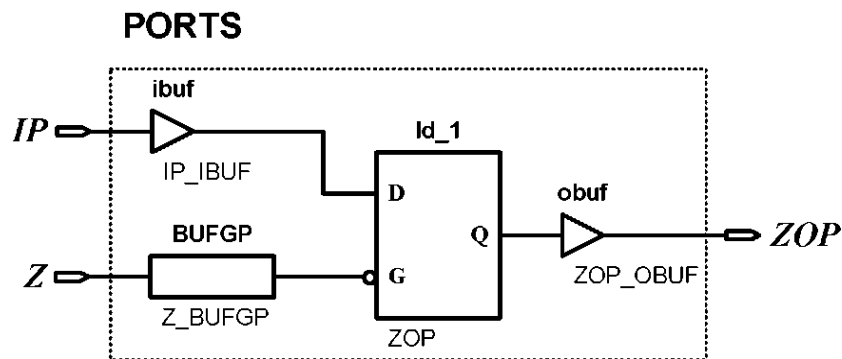 PORTS
ibuf
IP
IP_IBUF
ld_1
D
obuf
Q
ZOP
ZOP_OBUF
BUFGP
Z
G
Z_BUFGP
ZOP